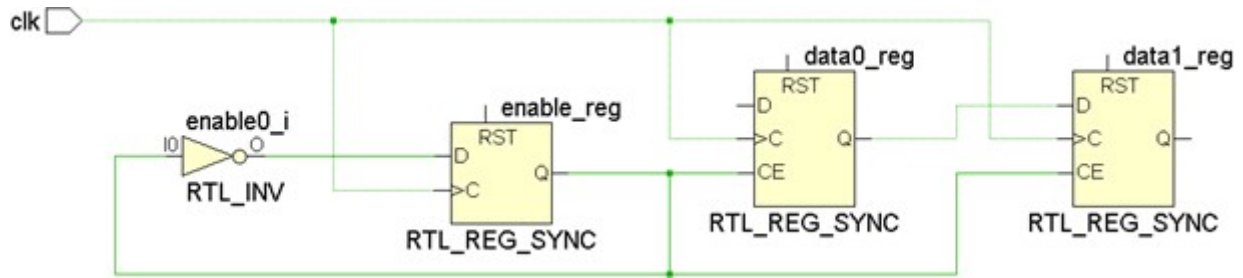 clk
enable0_i
I0
O
RTL_INV
enable_reg
RST
D
C
Q
RTL_REG_SYNC
data0_reg
RST
D
C
CE
Q
RTL_REG_SYNC
data1_reg
RST
D
C
CE
Q
RTL_REG_SYNC